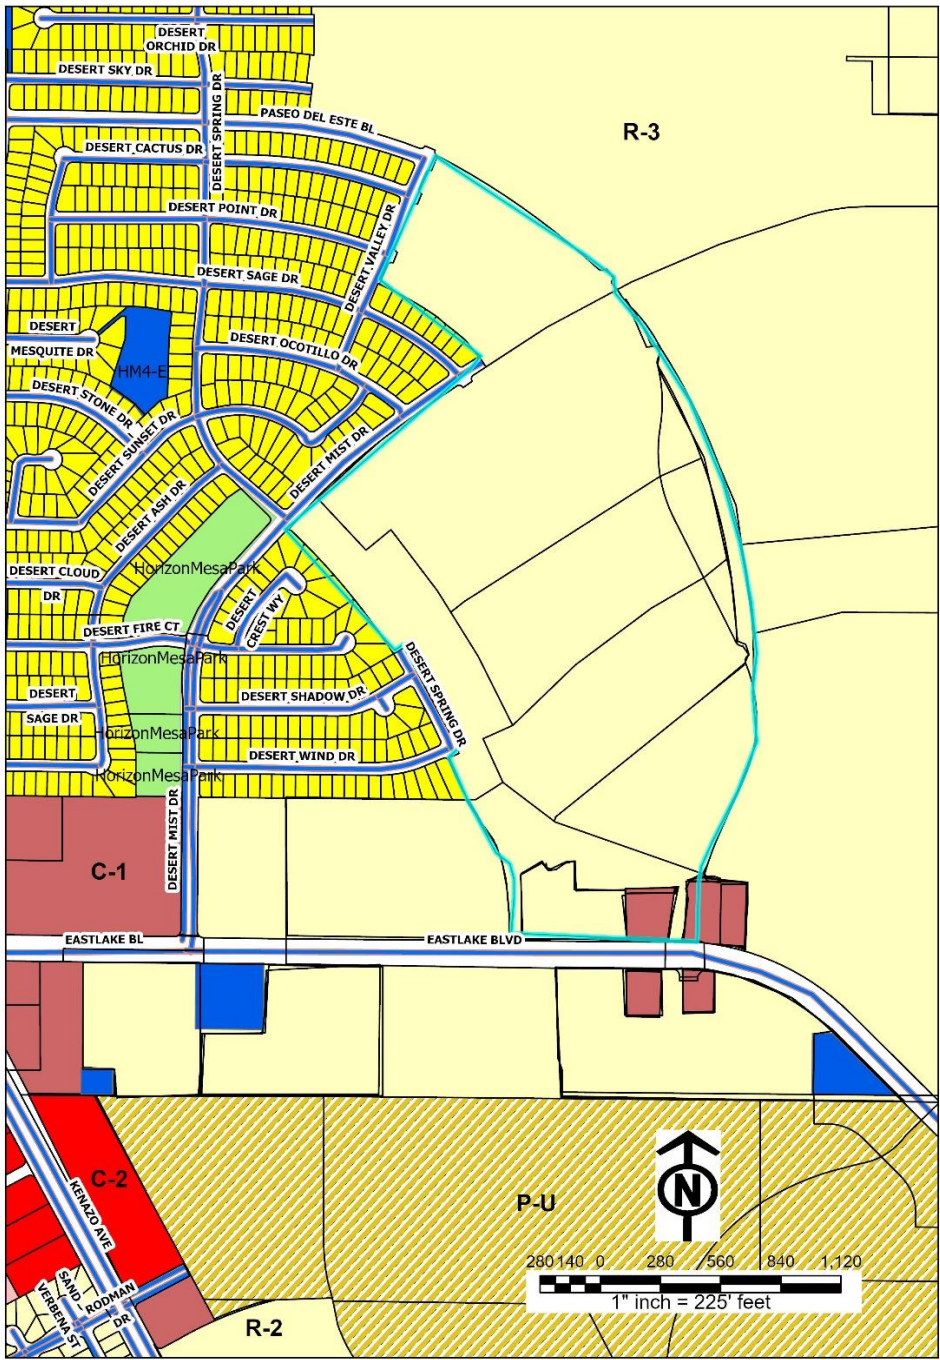 DESERT
ORCHID DR
DESERT SKY DR
DESERT SPRING DR
PASEO DEL ESTE BL
R-3
DESERT CACTUS DR
DESERT POINT DR
DESERT VALLEY DR
DESERT SAGE DR
DESERT
MESQUITE DR
DESERT OCOTILLO DR
HM4-E
DESERT STONE DR
DESERT SUNSET DR
DESERT MIST DR
DESERT ASH DR
HorizonMesaPark
DESERT CLOUD
DR
DESERT
CREST WY
DESERT FIRE CT
HorizonMesaPark
DESERT SPRING DR
DESERT
SAGE DR
DESERT SHADOW DR
HorizonMesaPark
DESERT WIND DR
HorizonMesaPark
DESERT MIST DR
C-1
EASTLAKE BL
EASTLAKE BLVD
C-2
KENAZO AVE
P-U
N
SAND
VERBENA ST
RODMAN
DR
R-2
280 140 0 280 560 840 1,120
1" inch = 225' feet